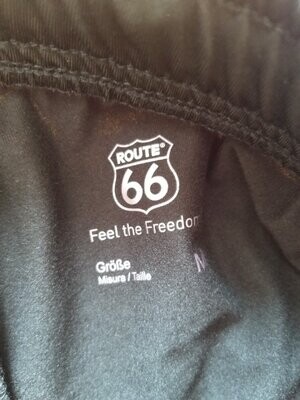 ROUTE®
66
Feel the Freedom
Größe
Misura / Taille
M